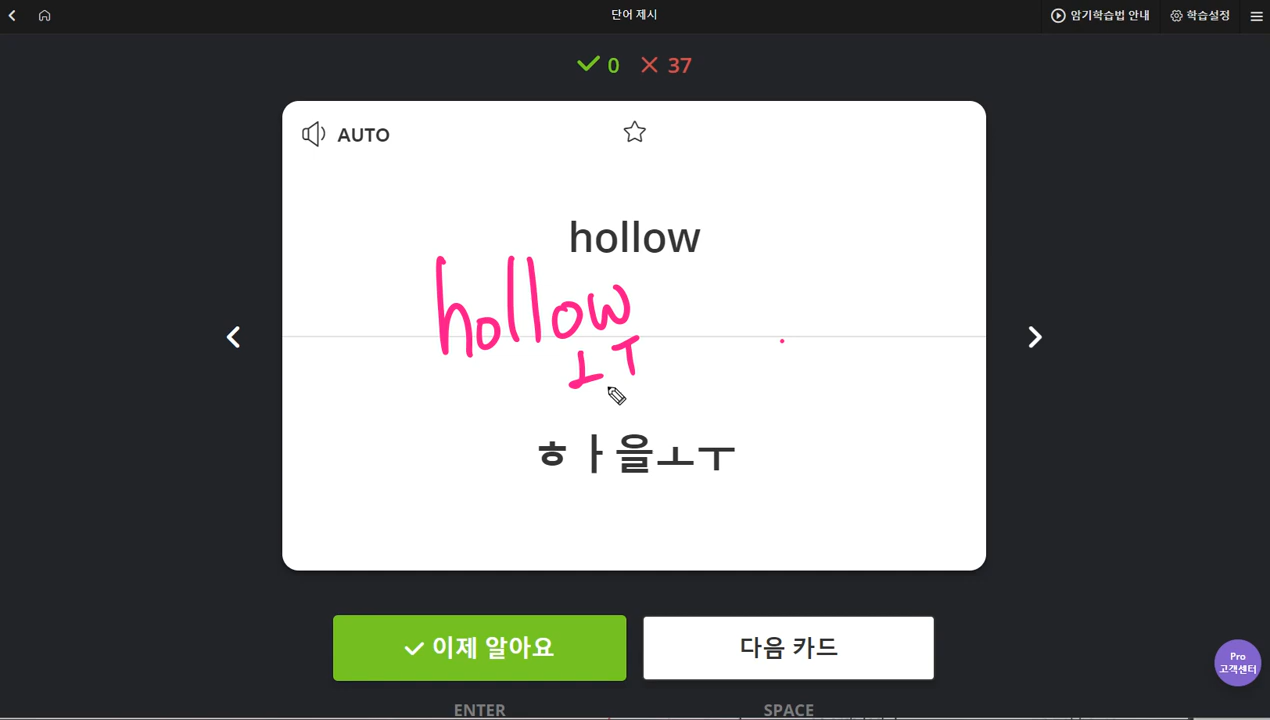 단어 제시
암기학습법 안내
학습설정
0 37
AUTO
hollow
hollow
ㅗ ㅜ
ㅎㅏ을ㅗㅜ
이제 알아요
다음 카드
Pro
고객센터
ENTER
SPACE